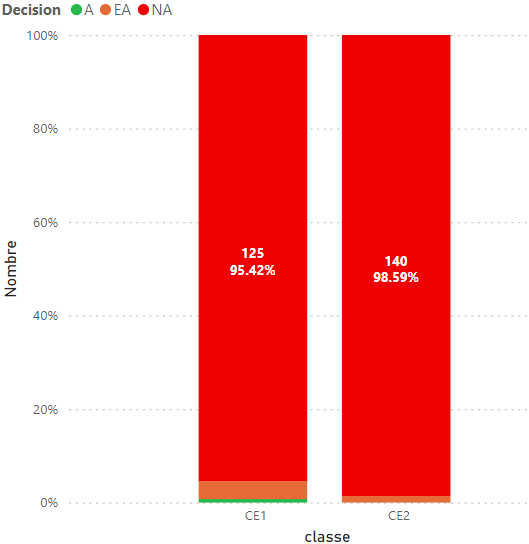 Decision A EA NA
100%
80%
60%
40%
20%
0%
Nombre
125
95.42%
140
98.59%
CE1 CE2
classe